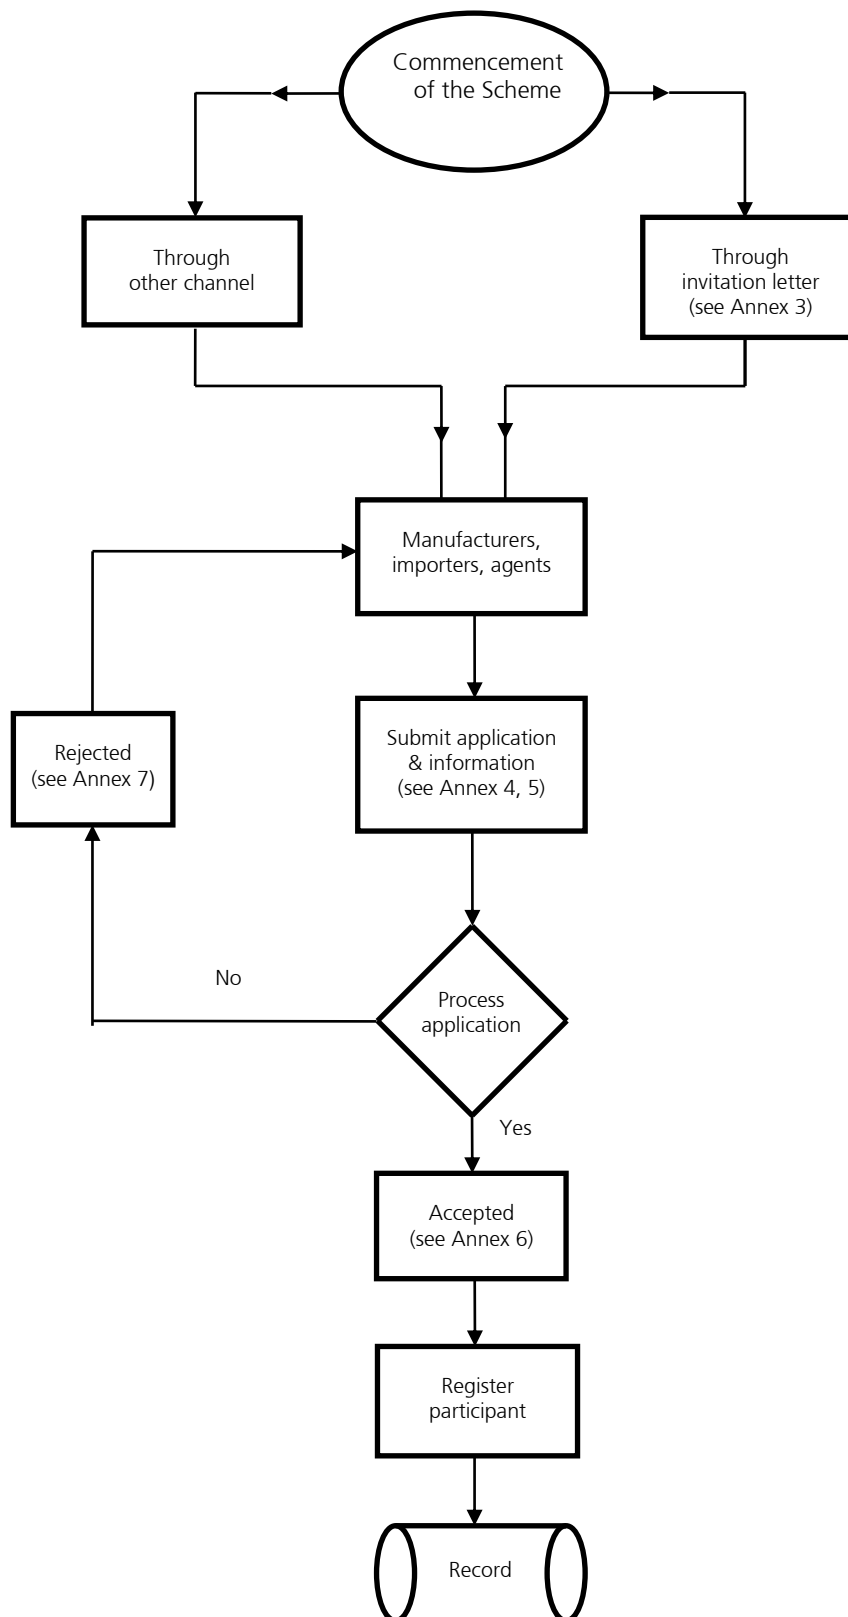 Commencement
of the Scheme
Through
other channel
Through
invitation letter
(see Annex 3)
Manufacturers,
importers, agents
Rejected
(see Annex 7)
Submit application
& information
(see Annex 4, 5)
No
Process
application
Yes
Accepted
(see Annex 6)
Register
participant
Record